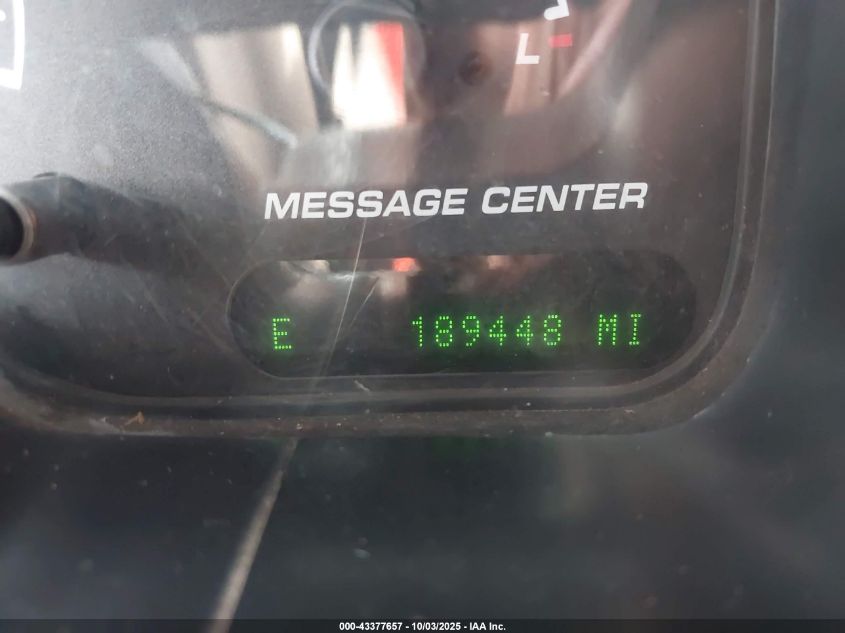 L
MESSAGE CENTER
E 189448 MI
000-43377657 - 10/03/2025 - IAA Inc.